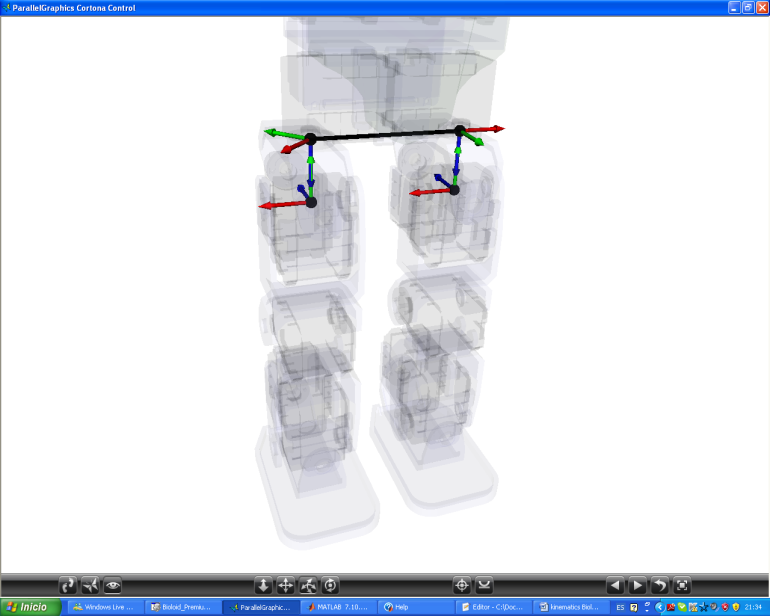 ParallelGraphics Cortona Control
Inicio
Windows Live ...
Bioloid_Premiu...
ParallelGraphic...
MATLAB 7.10....
Help
Editor - C:\Doc...
kinematics Biol...
ES
21:34